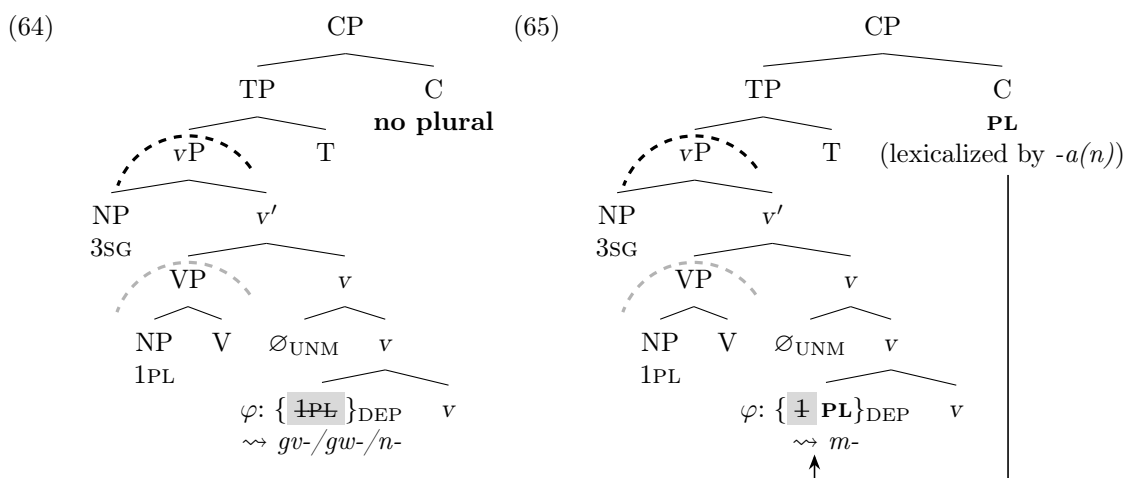 (64) CP (65) CP
TP C TP C
no plural PL
vP T vP T (lexicalized by -a(n))
NP v′ NP v′
3SG 3SG
VP v VP v
NP V ∅UNM v NP V ∅UNM v
1PL 1PL
φ: { 1PL }DEP v φ: { 1 PL}DEP v
⇝ gv-/gw-/n- ⇝ m-